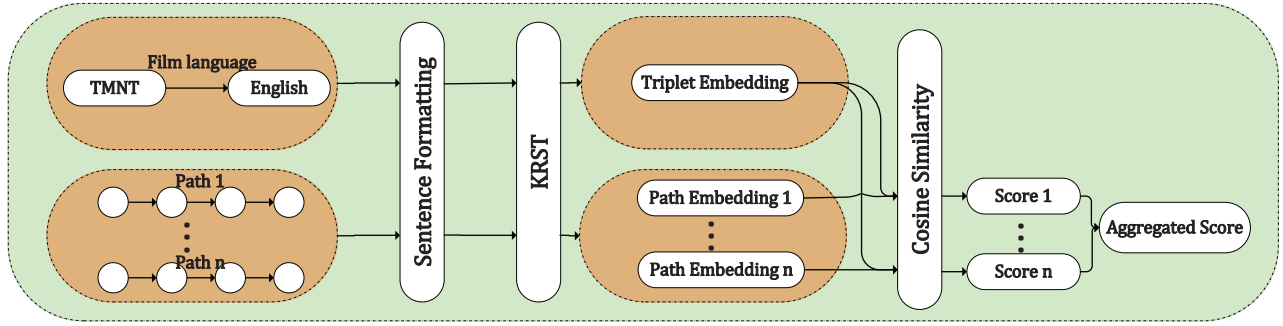 Film language
TMNT
English
Path 1
Path n
Sentence Formatting
KRST
Triplet Embedding
Path Embedding 1
Path Embedding n
Cosine Similarity
Score 1
Score n
Aggregated Score